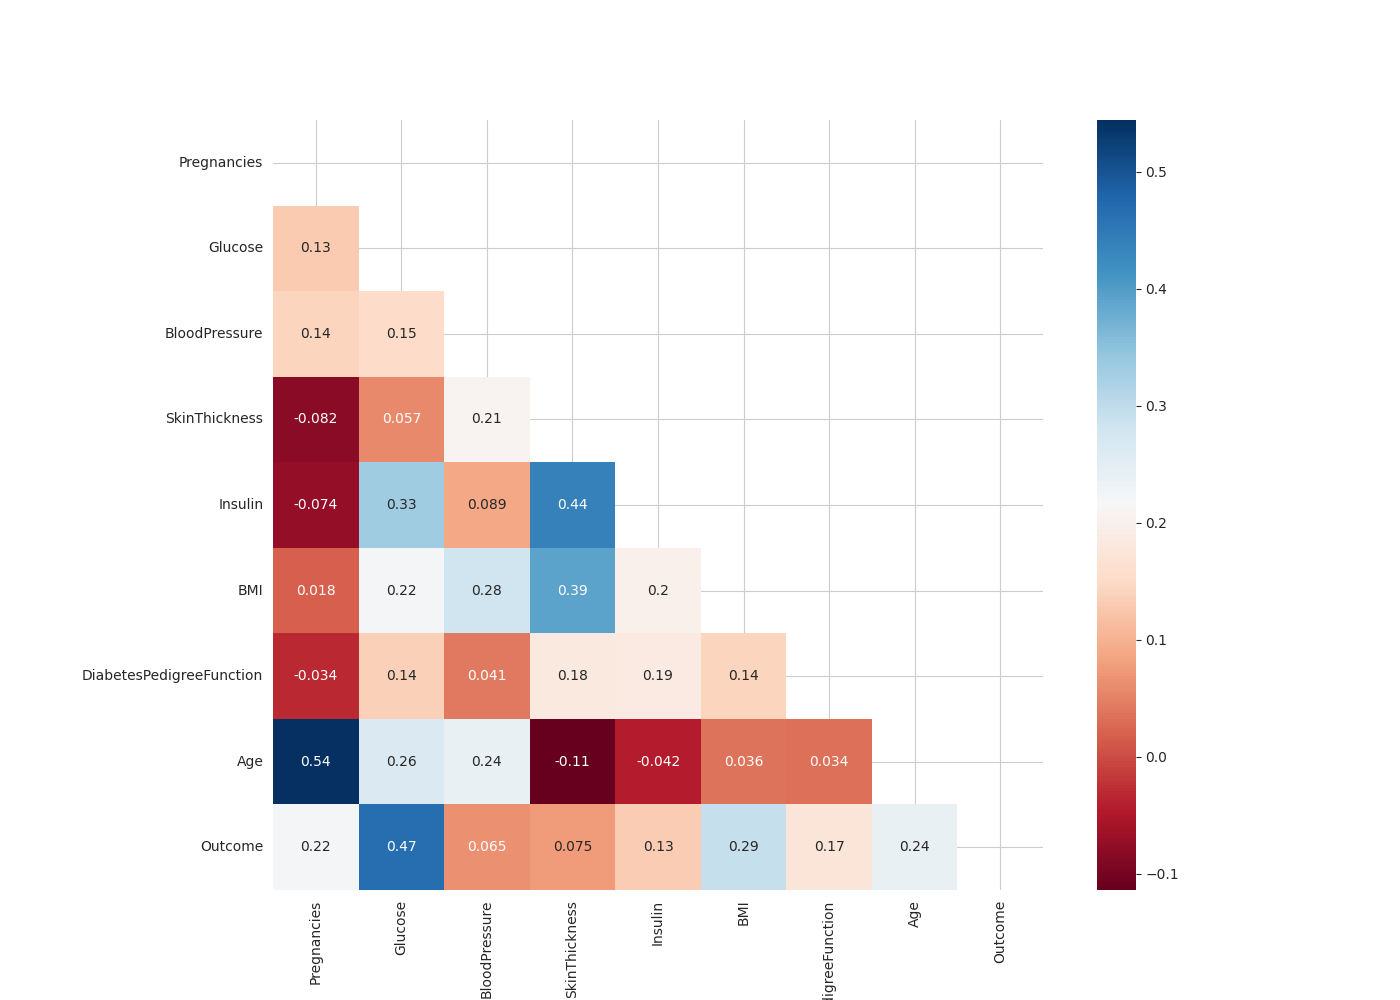 Pregnancies
Glucose
0.13
BloodPressure
0.14 0.15
SkinThickness
-0.082 0.057 0.21
Insulin
-0.074 0.33 0.089 0.44
BMI
0.018 0.22 0.28 0.39 0.2
DiabetesPedigreeFunction
-0.034 0.14 0.041 0.18 0.19 0.14
Age
0.54 0.26 0.24 -0.11 -0.042 0.036 0.034
Outcome
0.22 0.47 0.065 0.075 0.13 0.29 0.17 0.24
Pregnancies
Glucose
BloodPressure
SkinThickness
Insulin
BMI
digreeFunction
Age
Outcome
0.5
0.4
0.3
0.2
0.1
0.0
−0.1